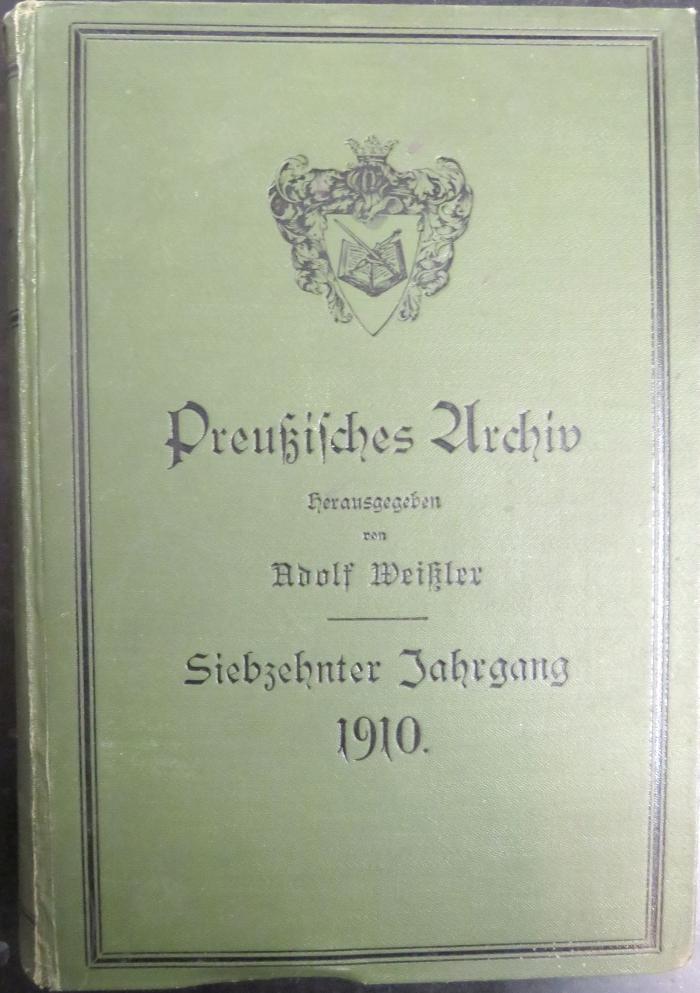 Preußisches Archiv
Herausgegeben
von
Adolf Weißler
Siebzehnter Jahrgang
1910.